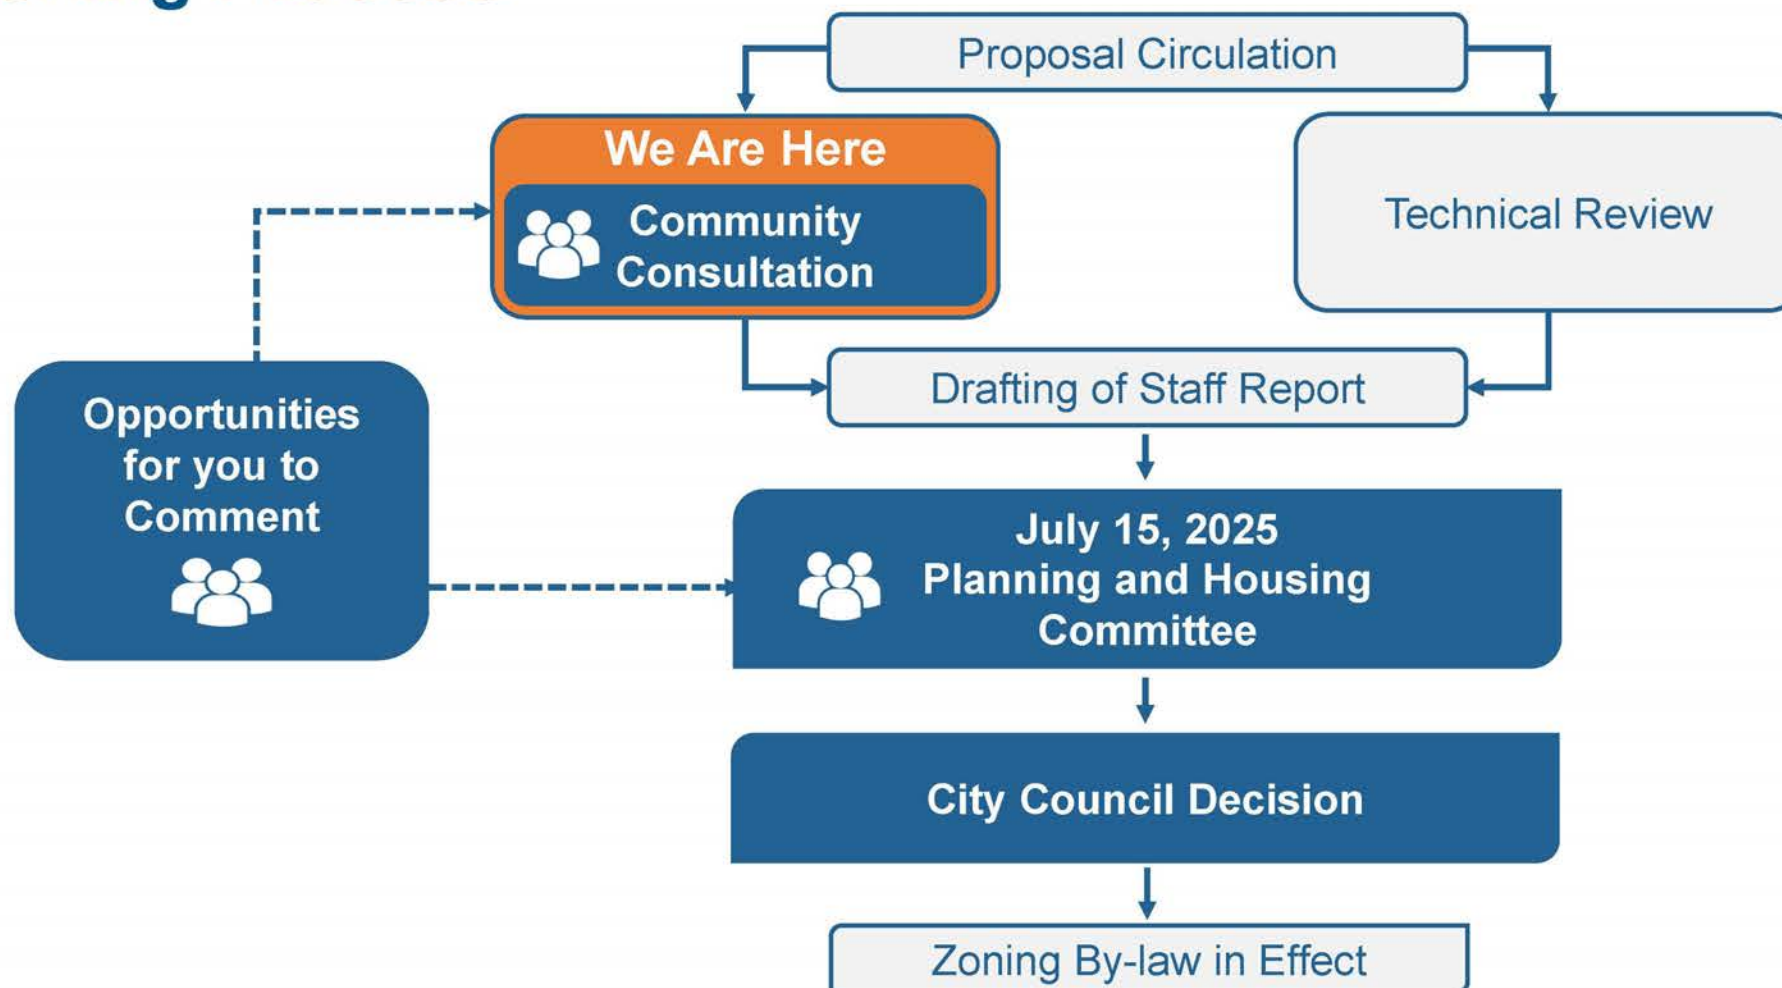 Proposal Circulation
We Are Here
Community
Consultation
Technical Review
Drafting of Staff Report
Opportunities
for you to
Comment
July 15, 2025
Planning and Housing
Committee
City Council Decision
Zoning By-law in Effect